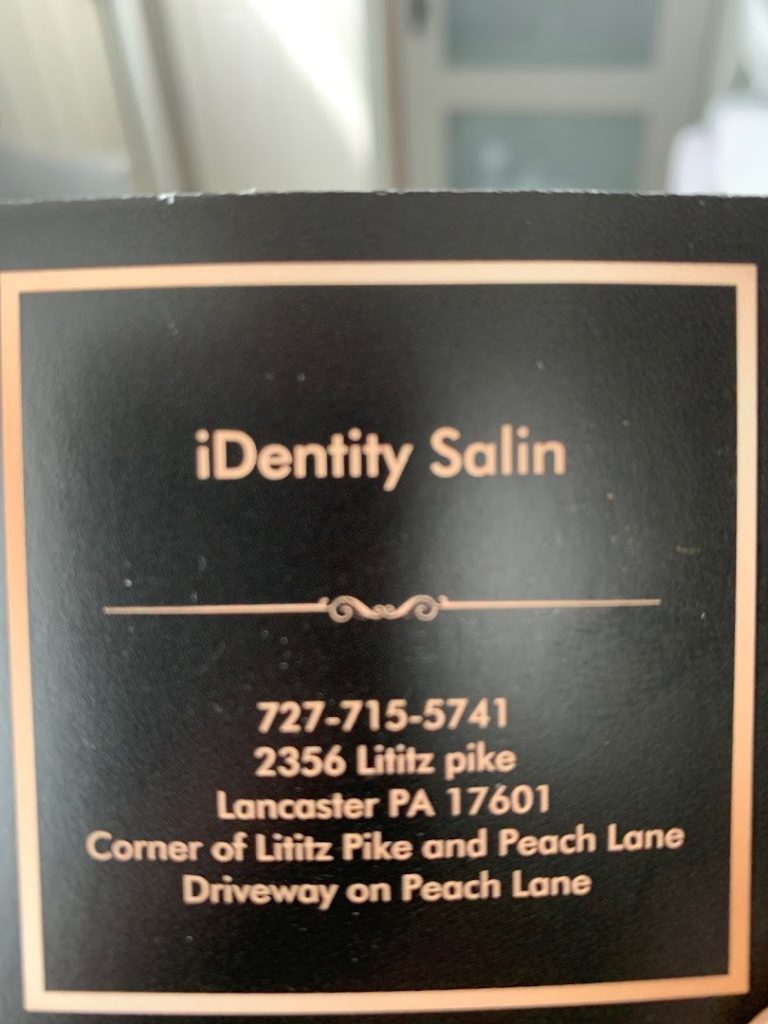 iDentity Salin
727-715-5741
2356 Lititz pike
Lancaster PA 17601
Corner of Lititz Pike and Peach Lane
Driveway on Peach Lane